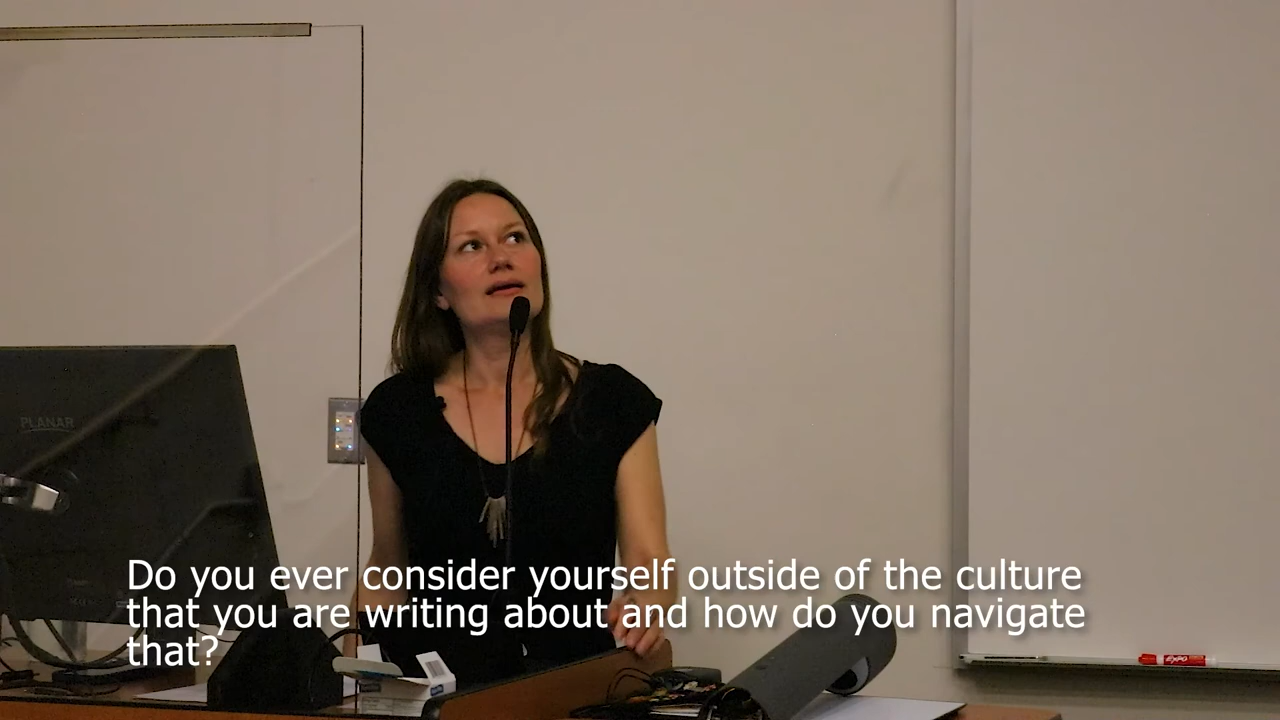 PLANAR
Do you ever consider yourself outside of the culture
that you are writing about and how do you navigate
that?
EXPO